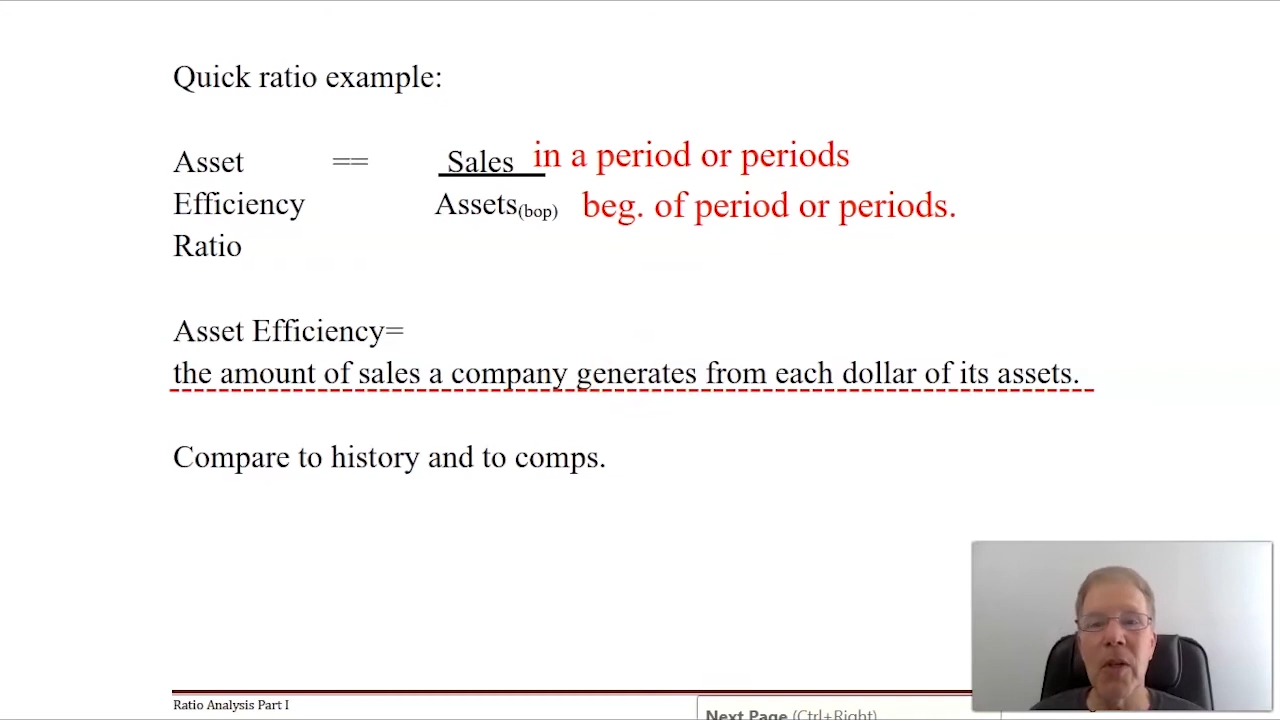 Quick ratio example:
Asset == Sales in a period or periods
Efficiency Assets(bop) beg. of period or periods.
Ratio
Asset Efficiency=
the amount of sales a company generates from each dollar of its assets.
Compare to history and to comps.
Ratio Analysis Part I
Next Page (Ctrl+Right)